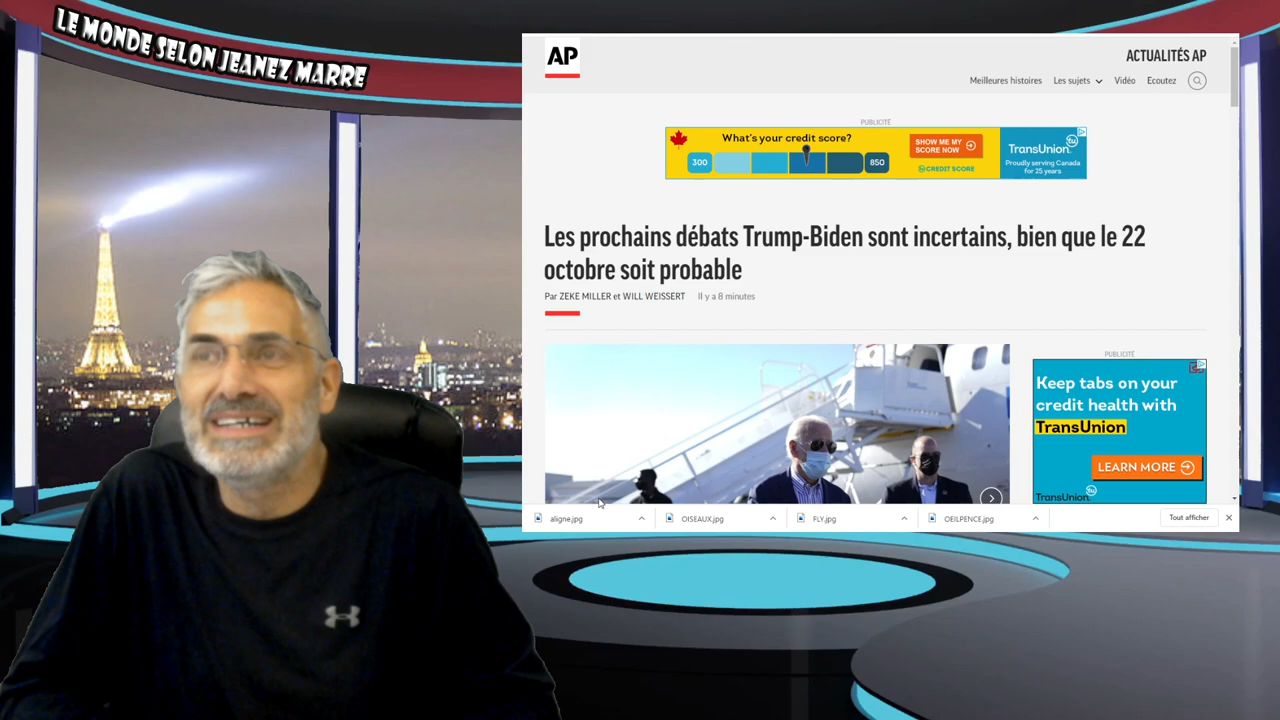 LE MONDE SELON JEANEZ MARRE
AP
ACTUALITÉS AP
Meilleures histoires Les sujets Vidéo Ecoutez
PUBLICITÉ
What's your credit score?
300
850
SHOW ME MY
SCORE NOW
CREDIT SCORE
TransUnion
tu
Proudly serving Canada
for 25 years
Les prochains débats Trump-Biden sont incertains, bien que le 22
octobre soit probable
Par ZEKE MILLER et WILL WEISSERT Il y a 8 minutes
PUBLICITÉ
Keep tabs on your
credit health with
TransUnion
LEARN MORE
TransUnion
tu
aligne.jpg
OISEAUX.jpg
FLY.jpg
OEILPENCE.jpg
Tout afficher